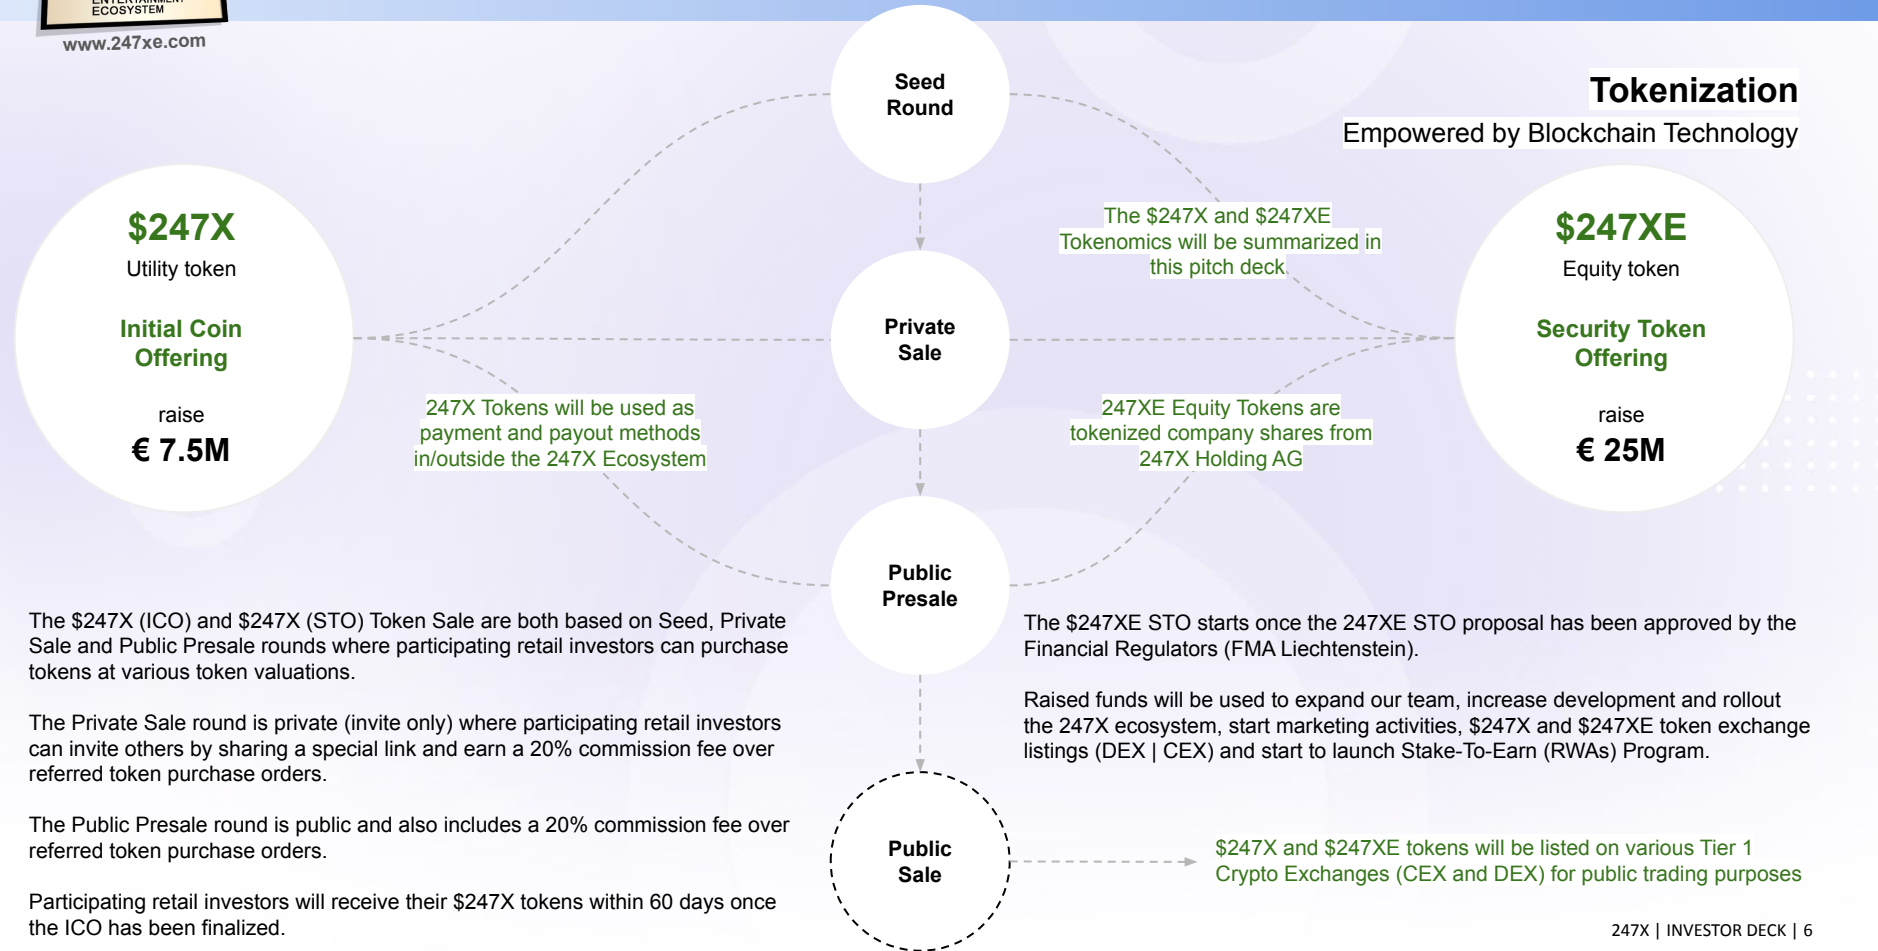 ENTERTAINMENT
ECOSYSTEM
www.247xe.com
Tokenization
Empowered by Blockchain Technology
$247X
Utility token
Initial Coin
Offering
raise
€ 7.5M
247X Tokens will be used as
payment and payout methods
in/outside the 247X Ecosystem
Seed
Round
Private
Sale
Public
Presale
Public
Sale
The $247X and $247XE
Tokenomics will be summarized in
this pitch deck
247XE Equity Tokens are
tokenized company shares from
247X Holding AG
$247XE
Equity token
Security Token
Offering
raise
€ 25M
The $247X (ICO) and $247X (STO) Token Sale are both based on Seed, Private
Sale and Public Presale rounds where participating retail investors can purchase
tokens at various token valuations.
The Private Sale round is private (invite only) where participating retail investors
can invite others by sharing a special link and earn a 20% commission fee over
referred token purchase orders.
The Public Presale round is public and also includes a 20% commission fee over
referred token purchase orders.
Participating retail investors will receive their $247X tokens within 60 days once
the ICO has been finalized.
The $247XE STO starts once the 247XE STO proposal has been approved by the
Financial Regulators (FMA Liechtenstein).
Raised funds will be used to expand our team, increase development and rollout
the 247X ecosystem, start marketing activities, $247X and $247XE token exchange
listings (DEX | CEX) and start to launch Stake-To-Earn (RWAs) Program.
$247X and $247XE tokens will be listed on various Tier 1
Crypto Exchanges (CEX and DEX) for public trading purposes
247X | INVESTOR DECK | 6